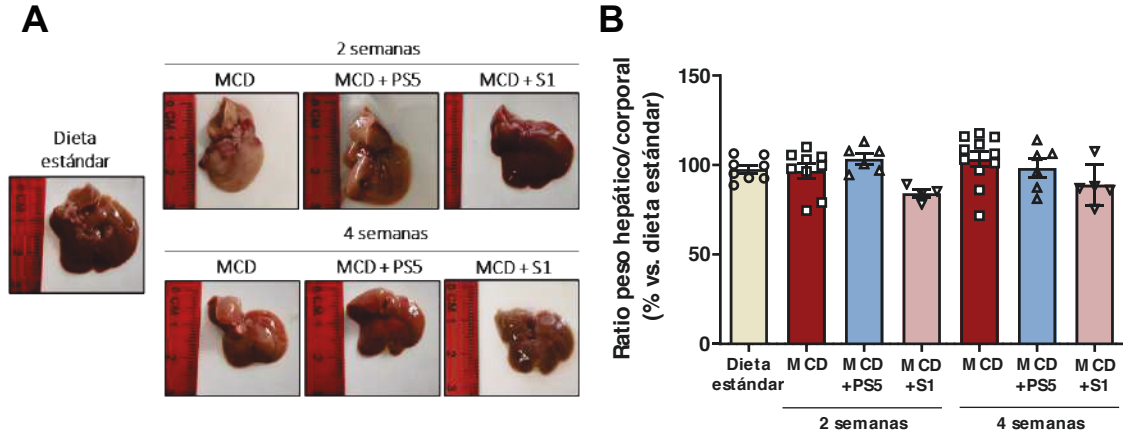 A
2 semanas
MCD
MCD + PS5
MCD + S1
Dieta
estándar
4 semanas
MCD
MCD + PS5
MCD + S1
B
Ratio peso hepático/corporal
(% vs. dieta estándar)
150
100
50
0
Dieta
estándar
MCD
MCD
+PS5
MCD
+S1
MCD
MCD
+PS5
MCD
+S1
2 semanas
4 semanas